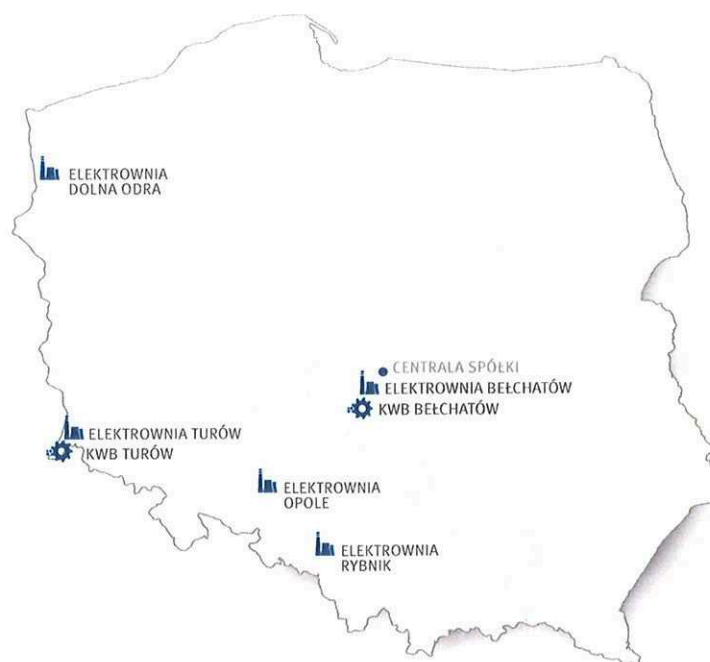 ELEKTROWNIA
DOLNA ODRA
CENTRALA SPÓŁKI
ELEKTROWNIA BEŁCHATÓW
KWB BEŁCHATÓW
ELEKTROWNIA TURÓW
KWB TURÓW
ELEKTROWNIA
OPOLE
ELEKTROWNIA
RYBNIK